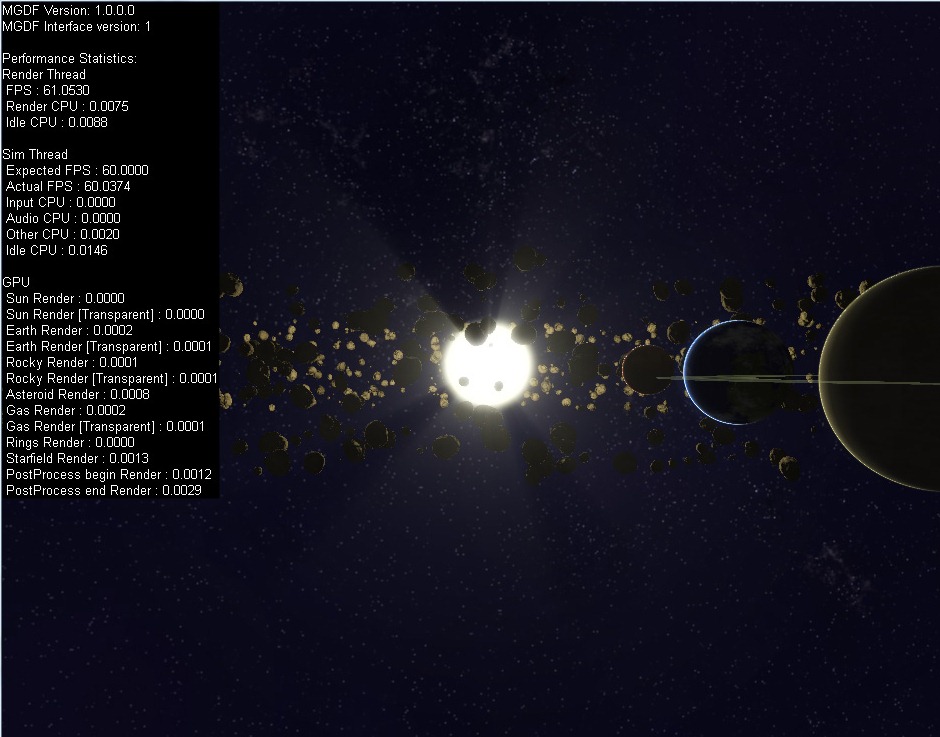 MGDF Version: 1.0.0.0
MGDF Interface version: 1
Performance Statistics:
Render Thread
FPS : 61.0530
Render CPU : 0.0075
Idle CPU : 0.0088
Sim Thread
Expected FPS : 60.0000
Actual FPS : 60.0374
Input CPU : 0.0000
Audio CPU : 0.0000
Other CPU : 0.0020
Idle CPU : 0.0146
GPU
Sun Render : 0.0000
Sun Render [Transparent] : 0.0000
Earth Render : 0.0002
Earth Render [Transparent] : 0.0001
Rocky Render : 0.0001
Rocky Render [Transparent] : 0.0001
Asteroid Render : 0.0008
Gas Render : 0.0002
Gas Render [Transparent] : 0.0001
Rings Render : 0.0000
Starfield Render : 0.0013
PostProcess begin Render : 0.0012
PostProcess end Render : 0.0029